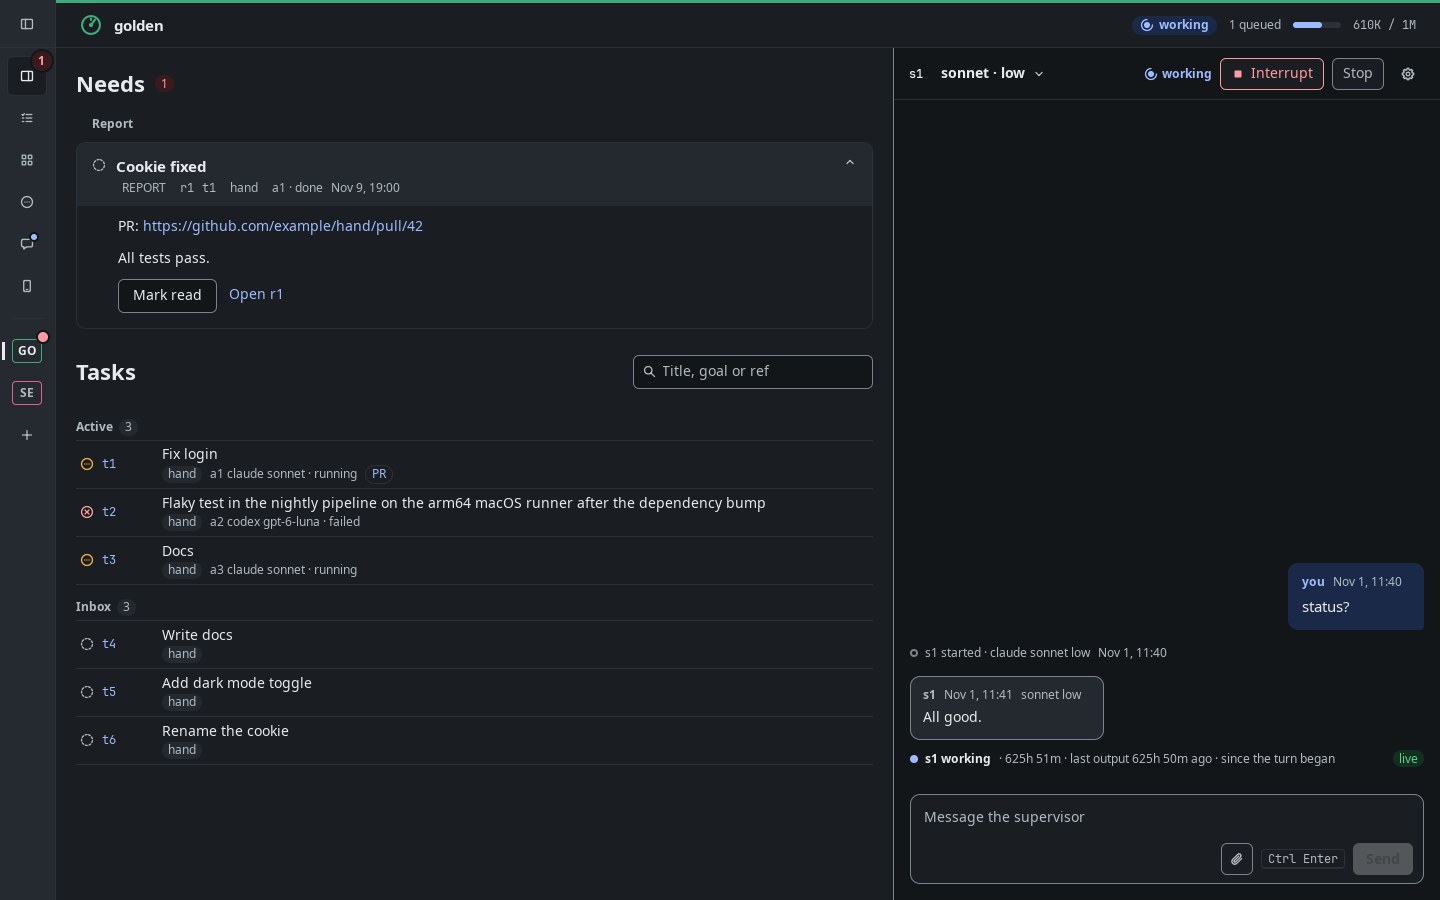 golden
working
1 queued
610K / 1M
1
Needs 1
Report
Cookie fixed
REPORT r1 t1 hand a1 · done Nov 9, 19:00
PR: https://github.com/example/hand/pull/42
All tests pass.
Mark read
Open r1
GO
SE
Tasks
Title, goal or ref
Active 3
t1 Fix login
hand a1 claude sonnet · running PR
t2 Flaky test in the nightly pipeline on the arm64 macOS runner after the dependency bump
hand a2 codex gpt-6-luna · failed
t3 Docs
hand a3 claude sonnet · running
Inbox 3
t4 Write docs
hand
t5 Add dark mode toggle
hand
t6 Rename the cookie
hand
s1 sonnet · low
working
Interrupt
Stop
you Nov 1, 11:40
status?
s1 started · claude sonnet low Nov 1, 11:40
s1 Nov 1, 11:41 sonnet low
All good.
s1 working · 625h 51m · last output 625h 50m ago · since the turn began live
Message the supervisor
Ctrl Enter
Send